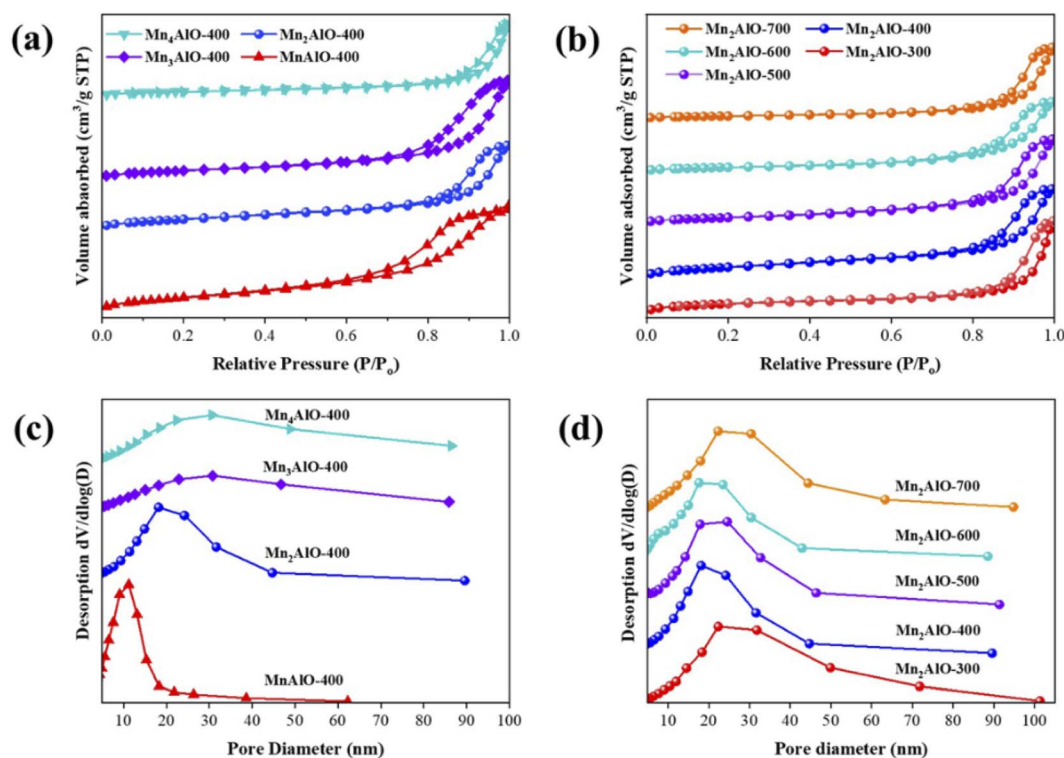 (a)
Mn₄AlO-400
Mn₂AlO-400
Mn₃AlO-400
MnAlO-400
Volume abaorbed (cm³/g STP)
0.0 0.2 0.4 0.6 0.8 1.0
Relative Pressure (P/Pₒ)
(b)
Mn₂AlO-700
Mn₂AlO-400
Mn₂AlO-600
Mn₂AlO-300
Mn₂AlO-500
Volume adsorbed (cm³/g STP)
0.0 0.2 0.4 0.6 0.8 1.0
Relative Pressure (P/Pₒ)
(c)
Mn₄AlO-400
Mn₃AlO-400
Mn₂AlO-400
MnAlO-400
Desorption dV/dlog(D)
10 20 30 40 50 60 70 80 90 100
Pore Diameter (nm)
(d)
Mn₂AlO-700
Mn₂AlO-600
Mn₂AlO-500
Mn₂AlO-400
Mn₂AlO-300
Desorption dV/dlog(D)
10 20 30 40 50 60 70 80 90 100
Pore diameter (nm)